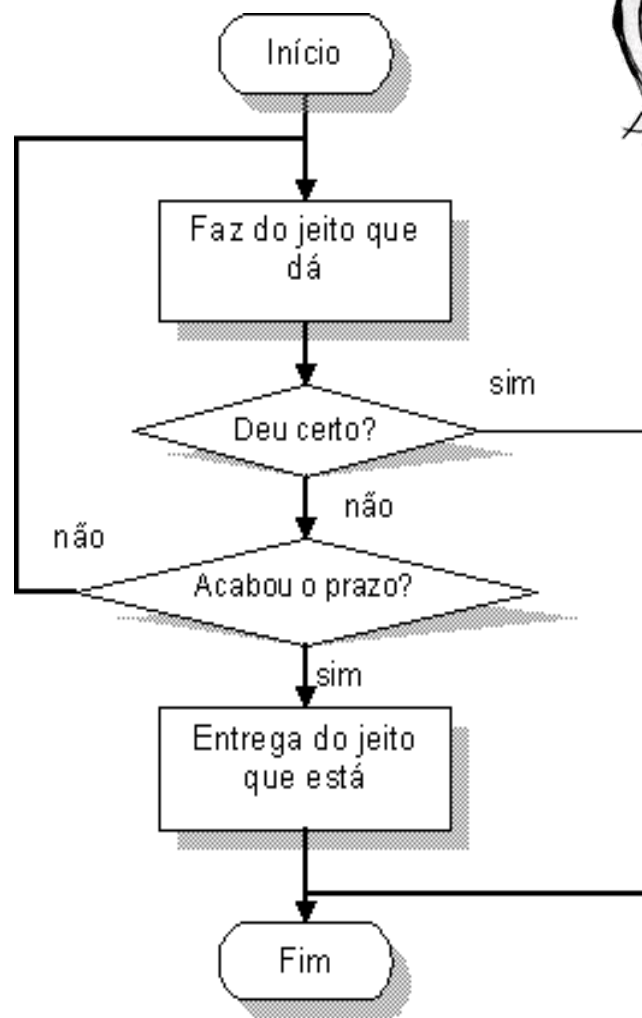 Início
Faz do jeito que
dá
sim
Deu certo?
não
não
Acabou o prazo?
sim
Entrega do jeito
que está
Fim